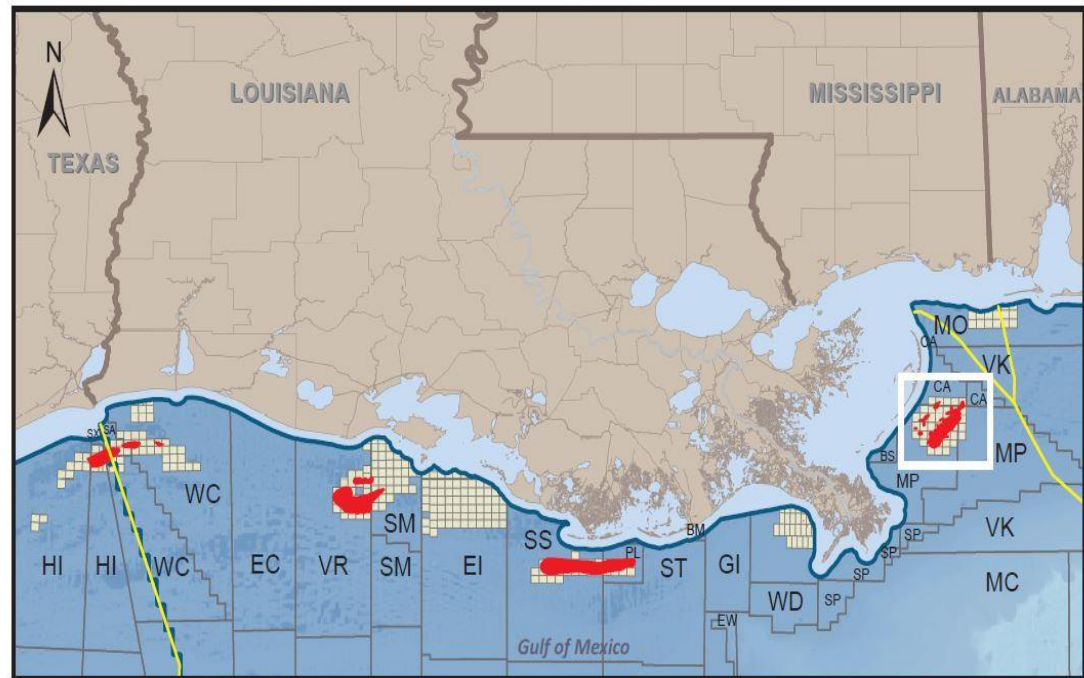 N
LOUISIANA
MISSISSIPPI
ALABAMA
TEXAS
MO
CA
VK
CA
CA
SX
SA
BS
MP
MP
WC
SM
SS
BM
PL
VK
SP
SP
SP
SP
HI
HI
WC
EC
VR
SM
EI
ST
GI
WD
MC
EW
Gulf of Mexico